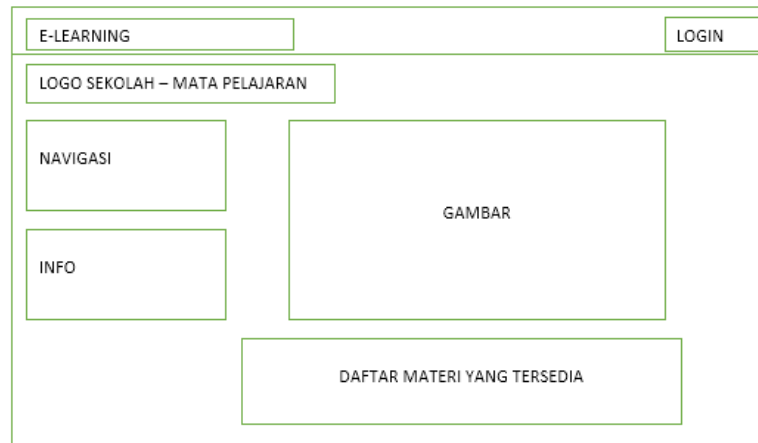 E-LEARNING
LOGIN
LOGO SEKOLAH – MATA PELAJARAN
NAVIGASI
GAMBAR
INFO
DAFTAR MATERI YANG TERSEDIA